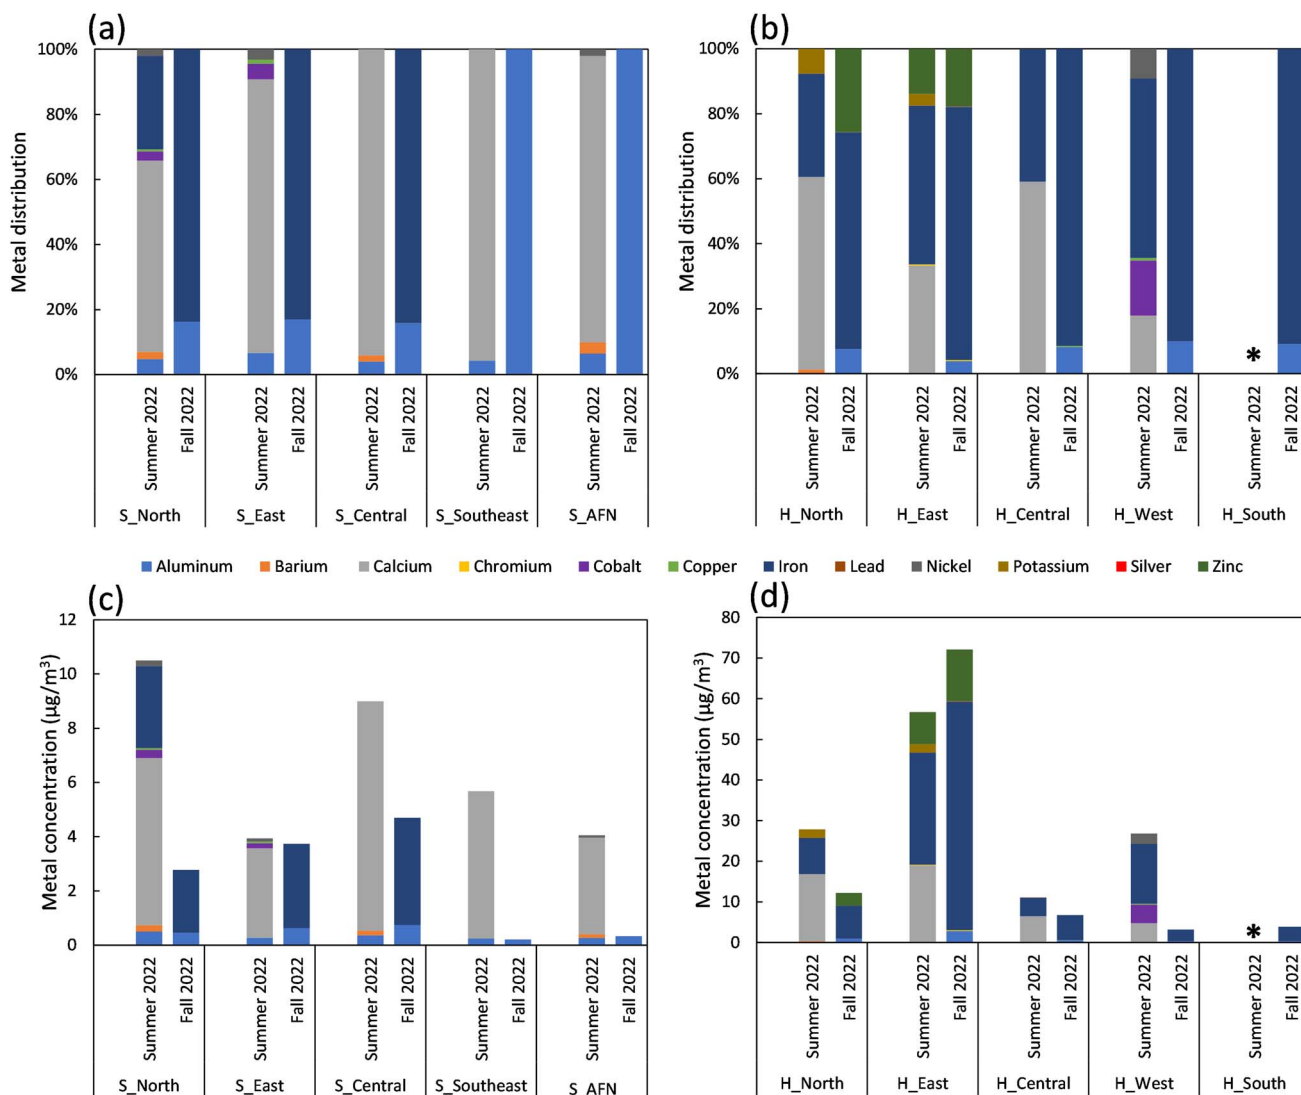 (a)
100%
80%
60%
40%
20%
0%
Metal distribution
Summer 2022
Fall 2022
Summer 2022
Fall 2022
Summer 2022
Fall 2022
Summer 2022
Fall 2022
Summer 2022
Fall 2022
S_North
S_East
S_Central
S_Southeast
S_AFN
(b)
100%
80%
60%
40%
20%
0%
Metal distribution
*
Summer 2022
Fall 2022
Summer 2022
Fall 2022
Summer 2022
Fall 2022
Summer 2022
Fall 2022
Summer 2022
Fall 2022
H_North
H_East
H_Central
H_West
H_South
Aluminum Barium Calcium Chromium Cobalt Copper Iron Lead Nickel Potassium Silver Zinc
(c)
12
10
8
6
4
2
0
Metal concentration (µg/m³)
Summer 2022
Fall 2022
Summer 2022
Fall 2022
Summer 2022
Fall 2022
Summer 2022
Fall 2022
Summer 2022
Fall 2022
S_North
S_East
S_Central
S_Southeast
S_AFN
(d)
80
70
60
50
40
30
20
10
0
Metal concentration (µg/m³)
*
Summer 2022
Fall 2022
Summer 2022
Fall 2022
Summer 2022
Fall 2022
Summer 2022
Fall 2022
Summer 2022
Fall 2022
H_North
H_East
H_Central
H_West
H_South